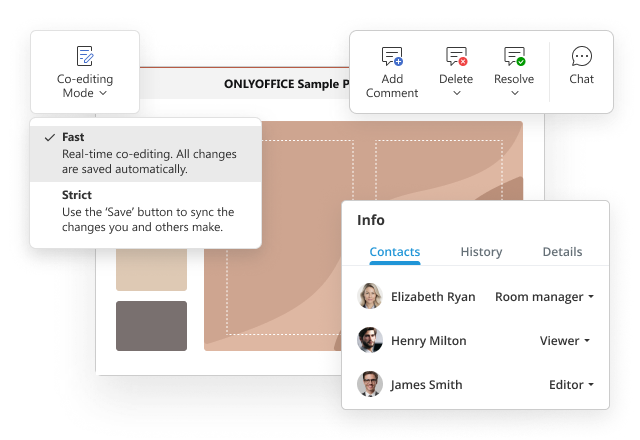 Co-editing
Mode
ONLYOFFICE Sample P
Add
Comment
Delete
Resolve
Chat
Fast
Real-time co-editing. All changes
are saved automatically.
Strict
Use the ‘Save’ button to sync the
changes you and others make.
Info
Contacts
History
Details
Elizabeth Ryan
Room manager
Henry Milton
Viewer
James Smith
Editor